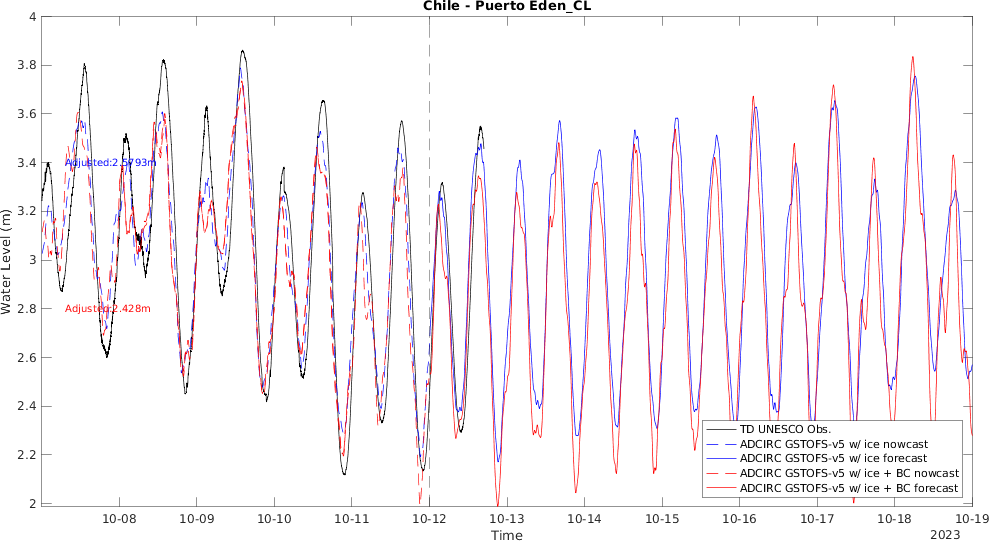 Chile - Puerto Eden_CL
4
3.8
3.6
3.4
3.2
3
2.8
2.6
2.4
2.2
2
Water Level (m)
Adjusted:2.5793m
Adjusted:2.428m
TD UNESCO Obs.
ADCIRC GSTOFS-v5 w/ ice nowcast
ADCIRC GSTOFS-v5 w/ ice forecast
ADCIRC GSTOFS-v5 w/ ice + BC nowcast
ADCIRC GSTOFS-v5 w/ ice + BC forecast
10-08 10-09 10-10 10-11 10-12 10-13 10-14 10-15 10-16 10-17 10-18 10-19
Time
2023